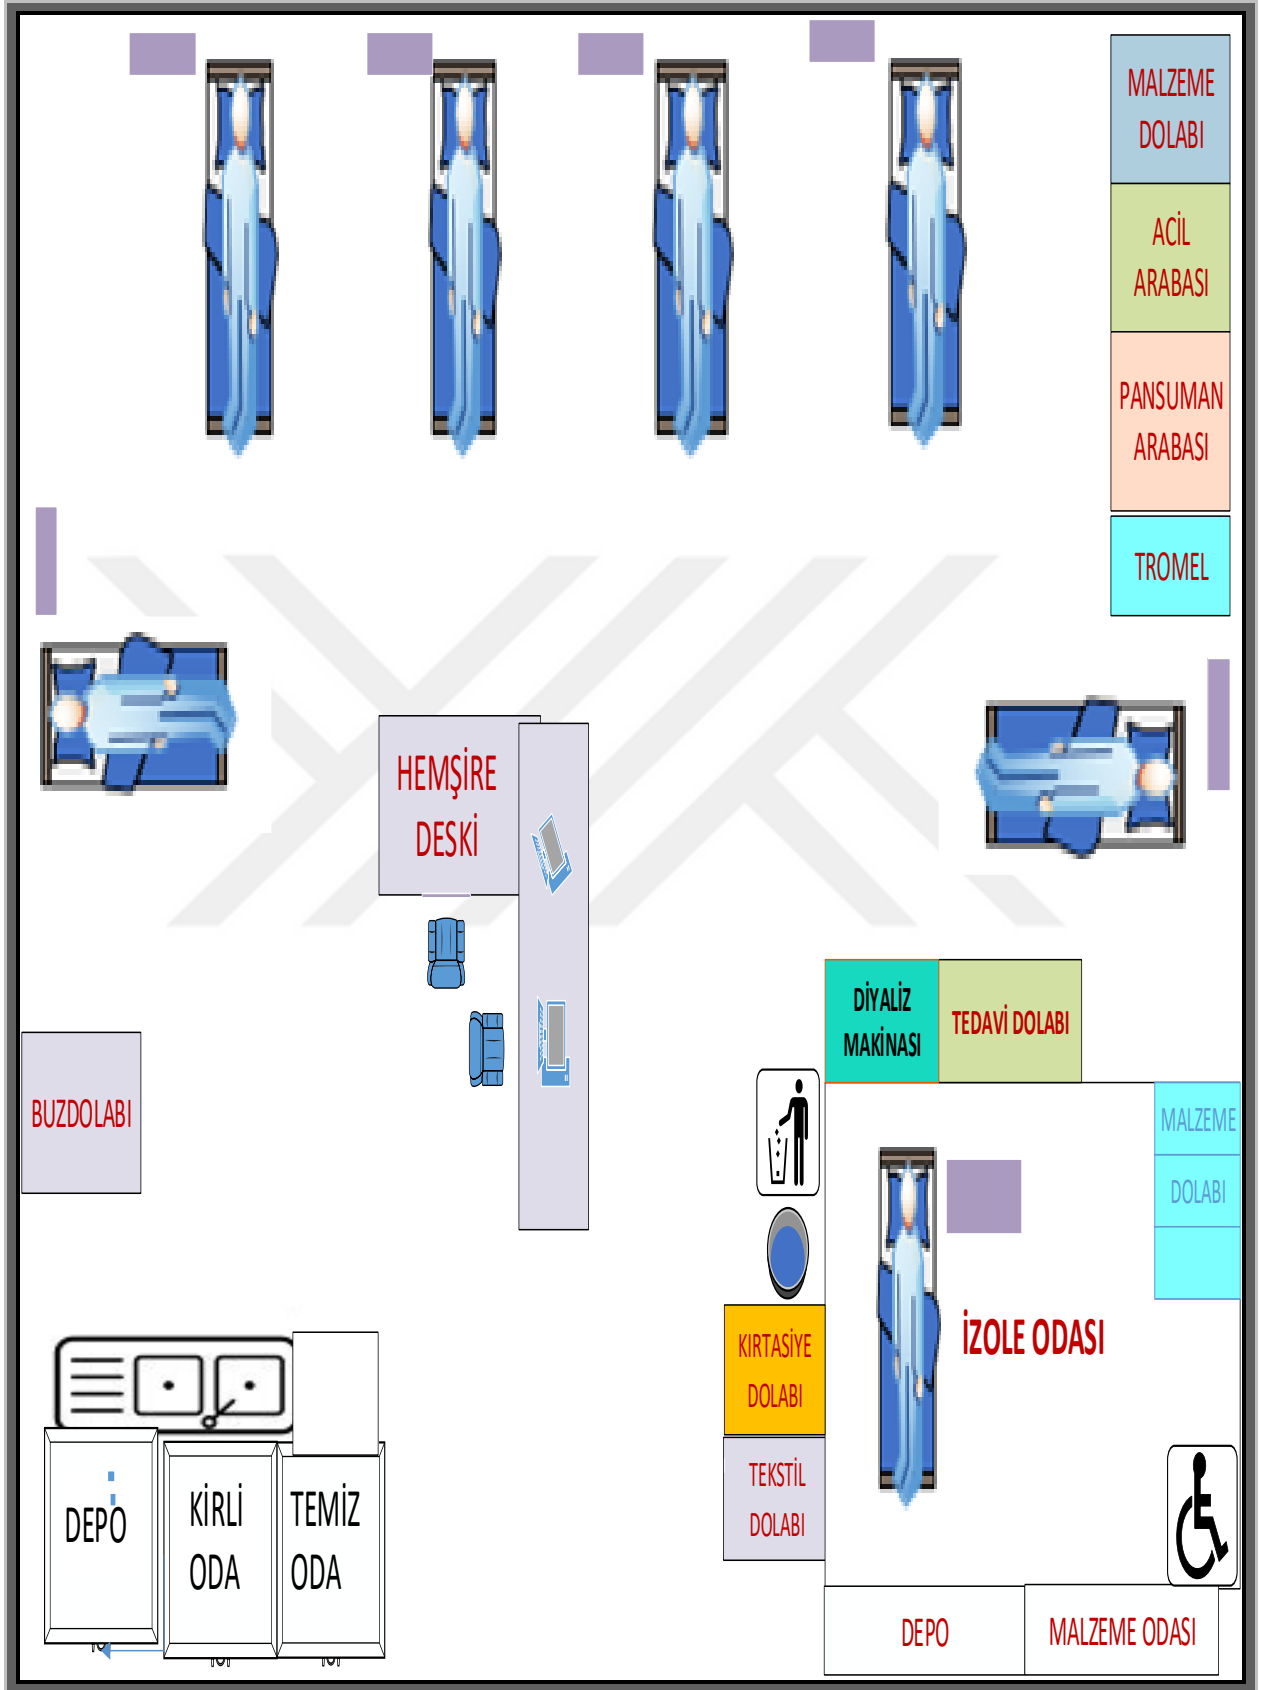 MALZEME
DOLABI
ACİL
ARABASI
PANSUMAN
ARABASI
TROMEL
HEMŞİRE
DESKİ
DİYALİZ
MAKİNASI
TEDAVİ DOLABI
BUZDOLABI
MALZEME
DOLABI
İZOLE ODASI
KIRTASİYE
DOLABI
TEKSTİL
DOLABI
DEPO
KİRLİ
ODA
TEMİZ
ODA
DEPO
MALZEME ODASI